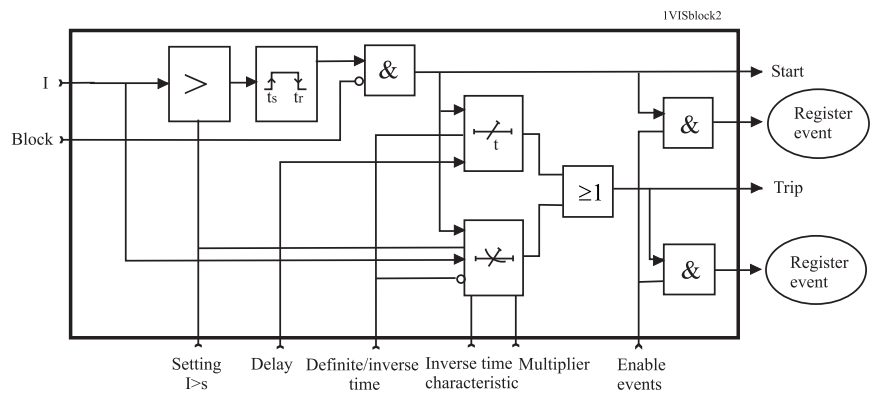 1VISblock2
I
>
ts
tr
&
Start
Block
t
&
Register
event
≥1
Trip
&
Register
event
Setting
I>s
Delay
Definite/inverse
time
Inverse time
characteristic
Multiplier
Enable
events